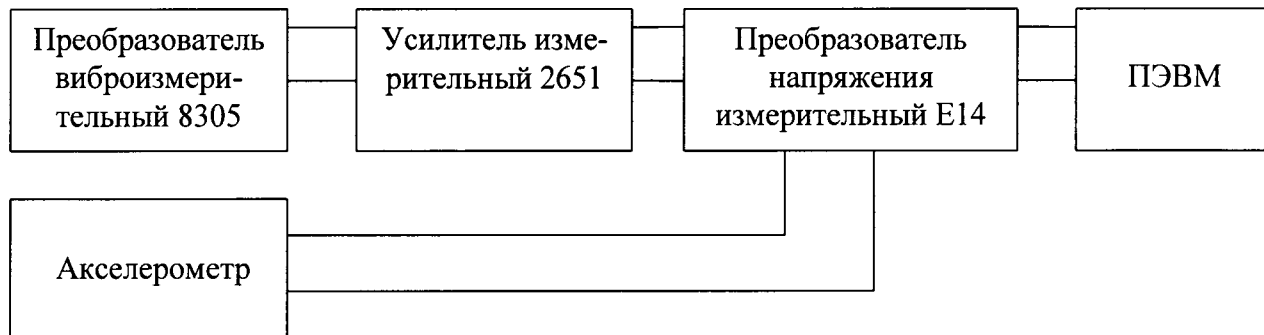 Преобразователь
виброизмери-
тельный 8305
Усилитель изме-
рительный 2651
Преобразователь
напряжения
измерительный Е14
ПЭВМ
Акселерометр